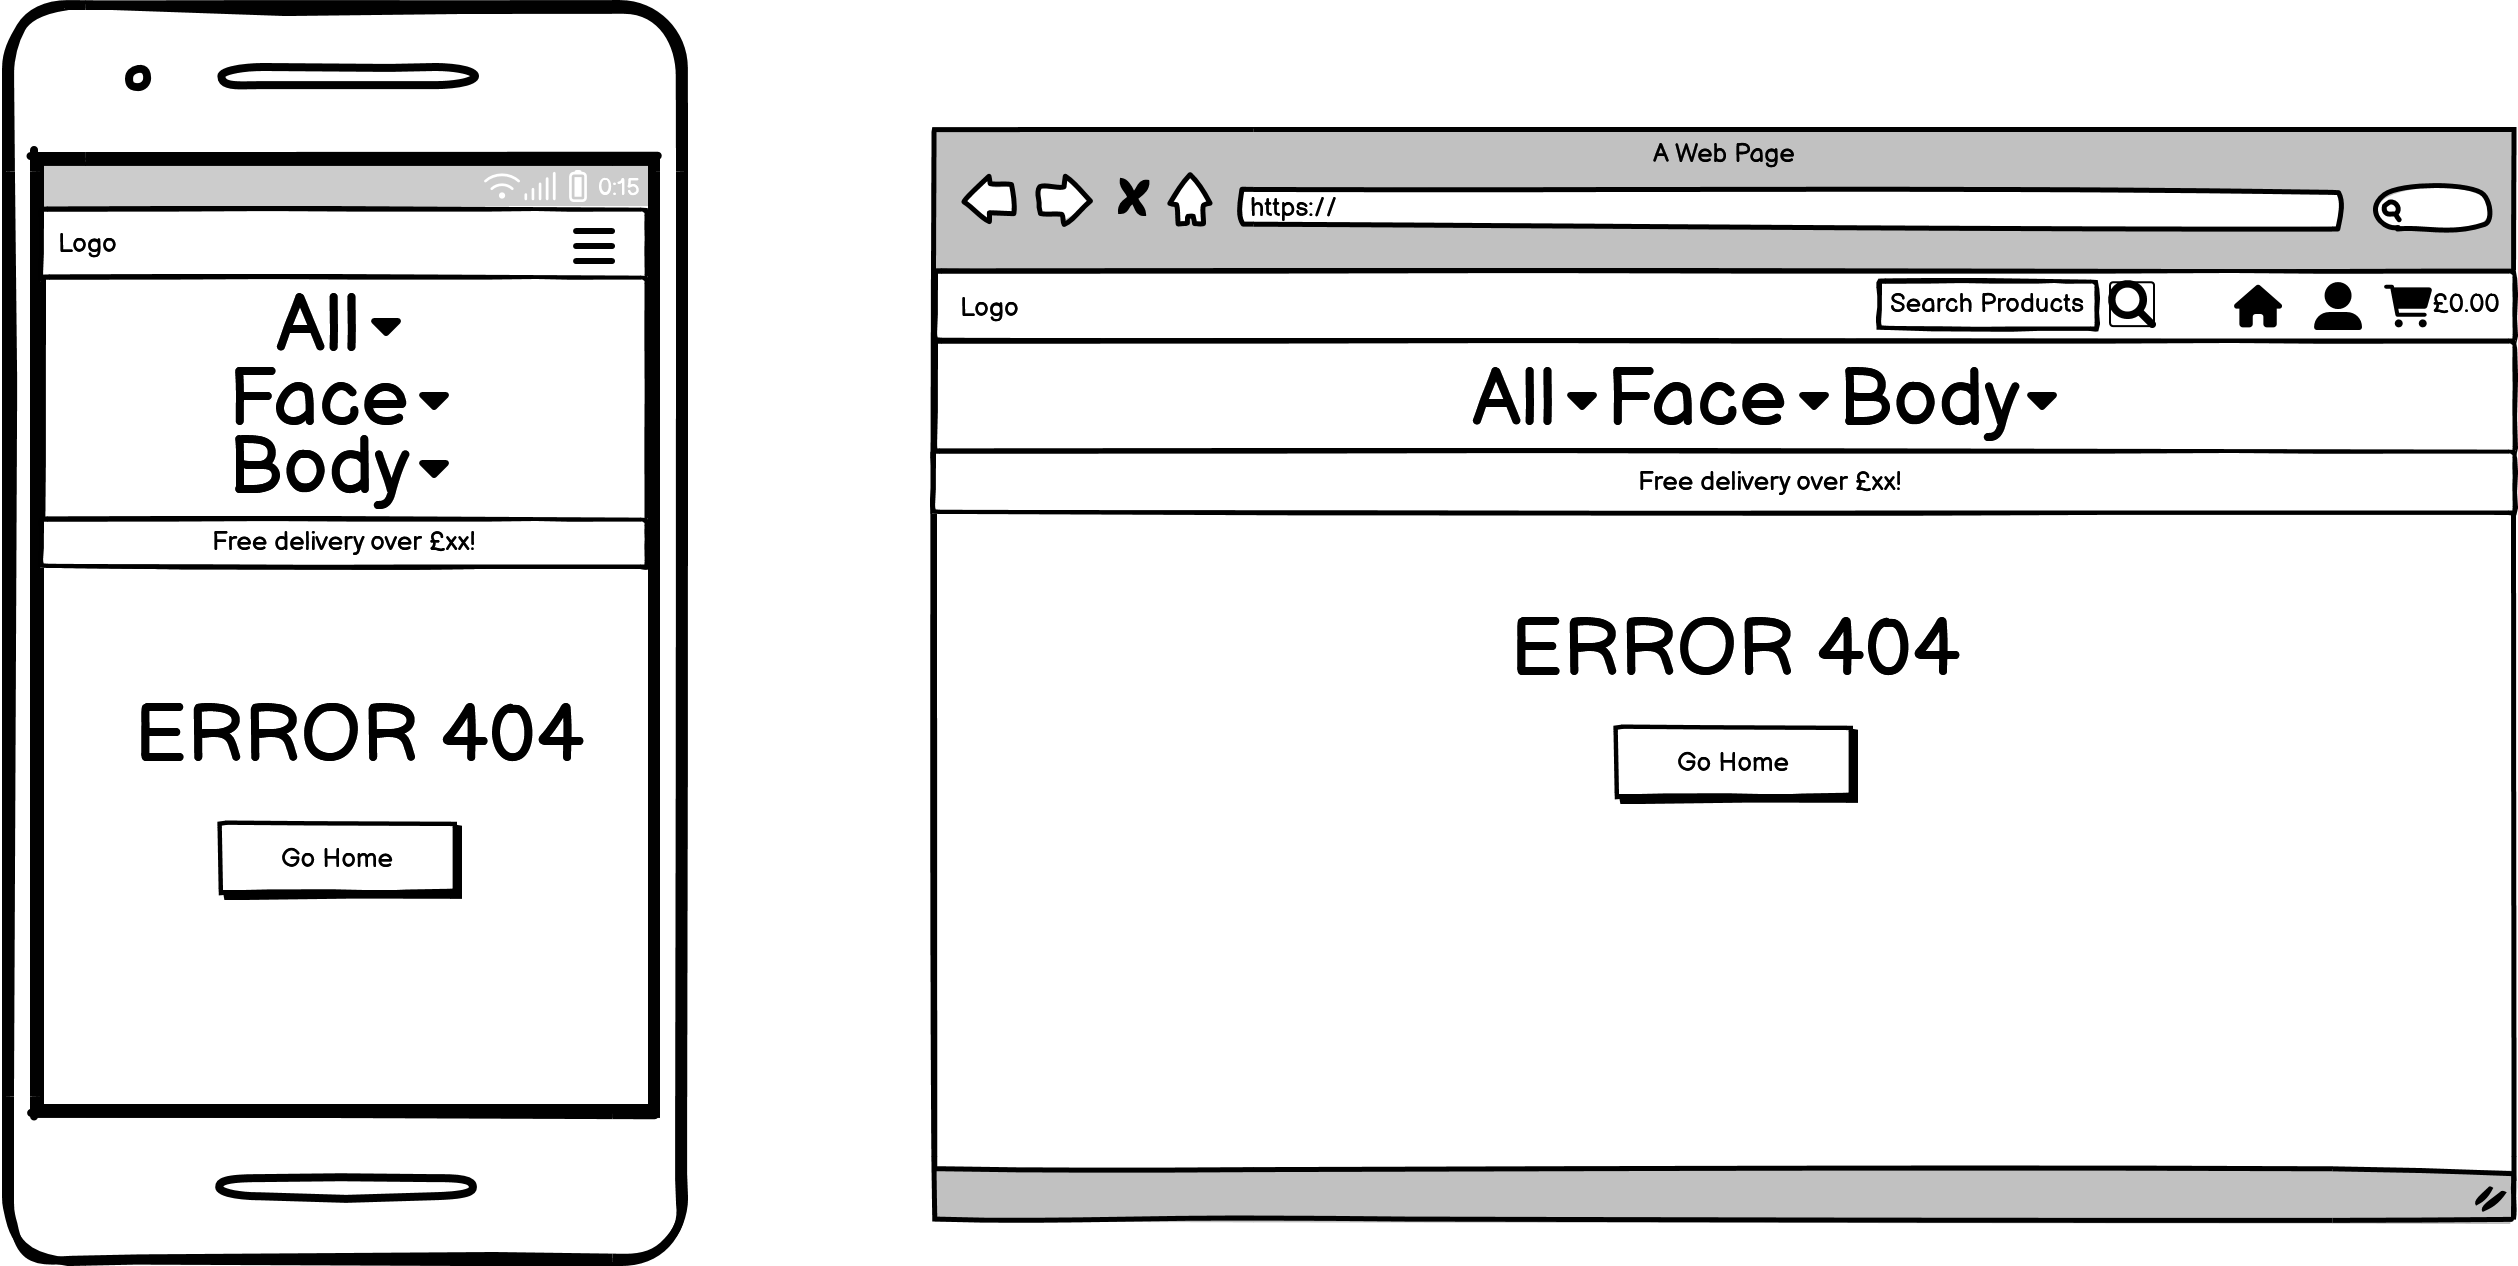 0:15
Logo
All
Face
Body
Free delivery over £xx!
ERROR 404
Go Home
A Web Page
https://
Logo Search Products £0.00
All Face Body
Free delivery over £xx!
ERROR 404
Go Home